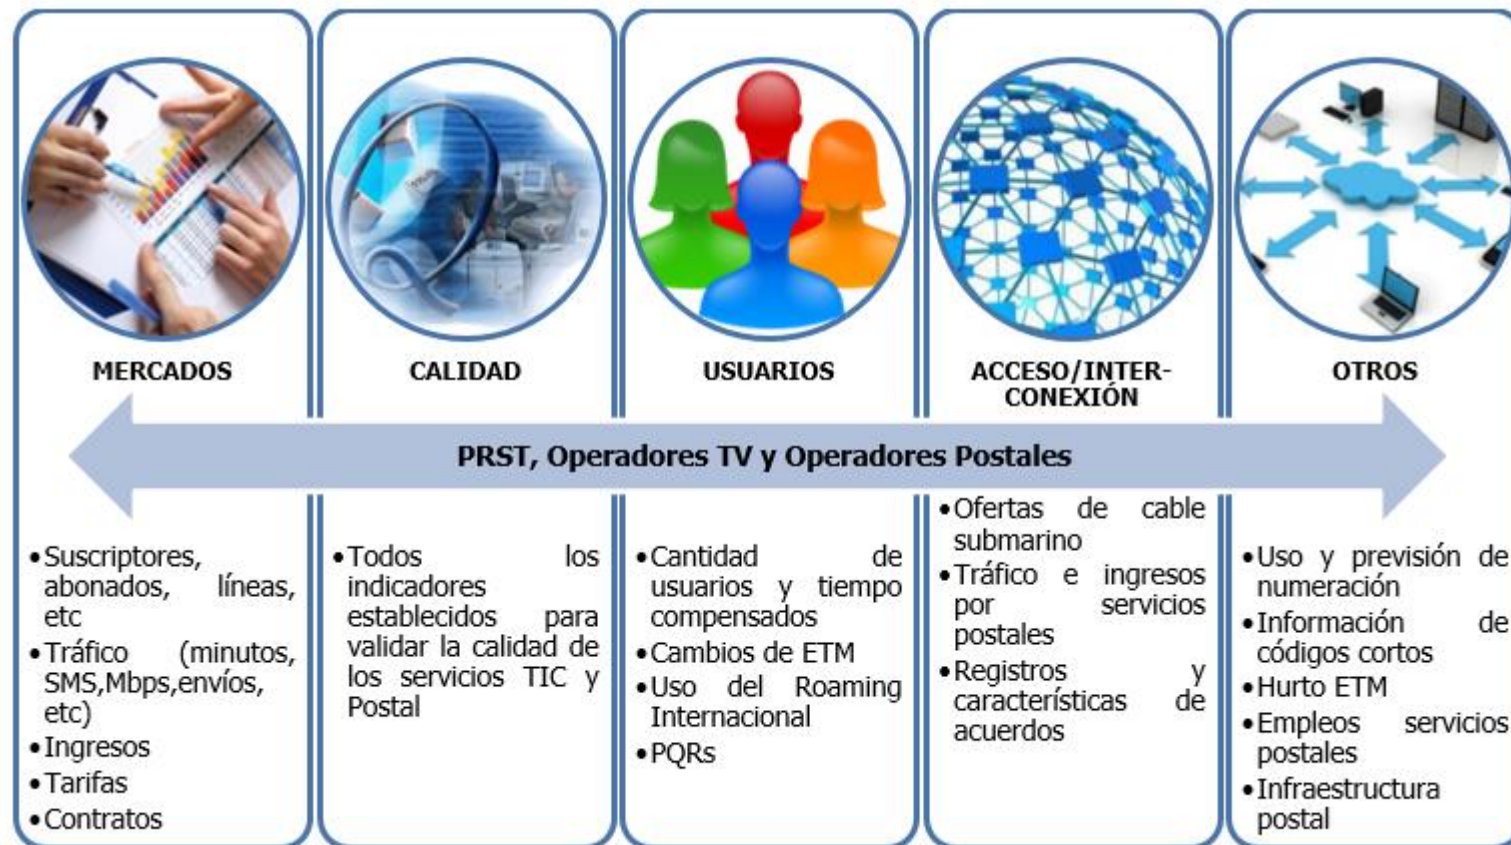 MERCADOS
CALIDAD
USUARIOS
ACCESO/INTER-
CONEXIÓN
OTROS
PRST, Operadores TV y Operadores Postales
•Suscriptores,
abonados, líneas,
etc
•Tráfico (minutos,
SMS,Mbps,envíos,
etc)
•Ingresos
•Tarifas
•Contratos
•Todos los
indicadores
establecidos para
validar la calidad de
los servicios TIC y
Postal
•Cantidad de
usuarios y tiempo
compensados
•Cambios de ETM
•Uso del Roaming
Internacional
•PQRs
•Ofertas de cable
submarino
•Tráfico e ingresos
por servicios
postales
•Registros y
características de
acuerdos
•Uso y previsión de
numeración
•Información de
códigos cortos
•Hurto ETM
•Empleos servicios
postales
•Infraestructura
postal